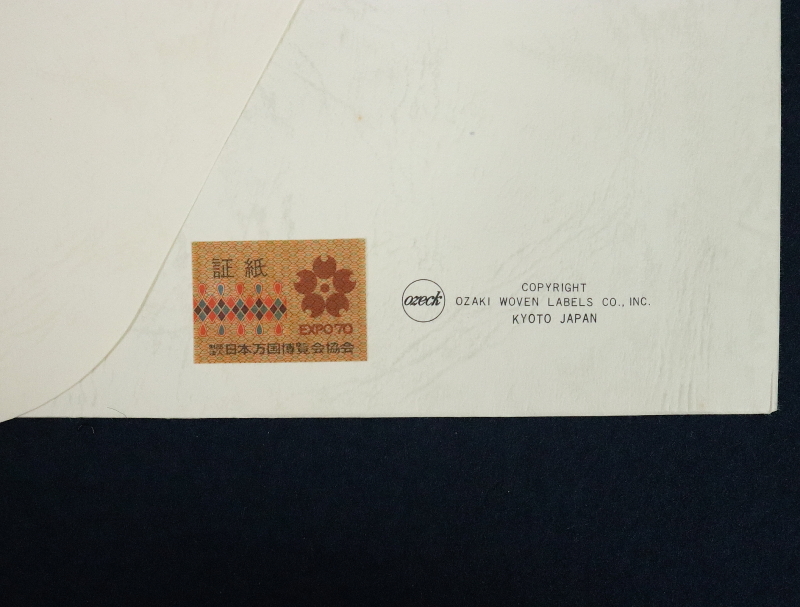 証紙
EXPO'70
財団法人日本万国博覧会協会
ozeck
COPYRIGHT
OZAKI WOVEN LABELS CO., INC.
KYOTO JAPAN